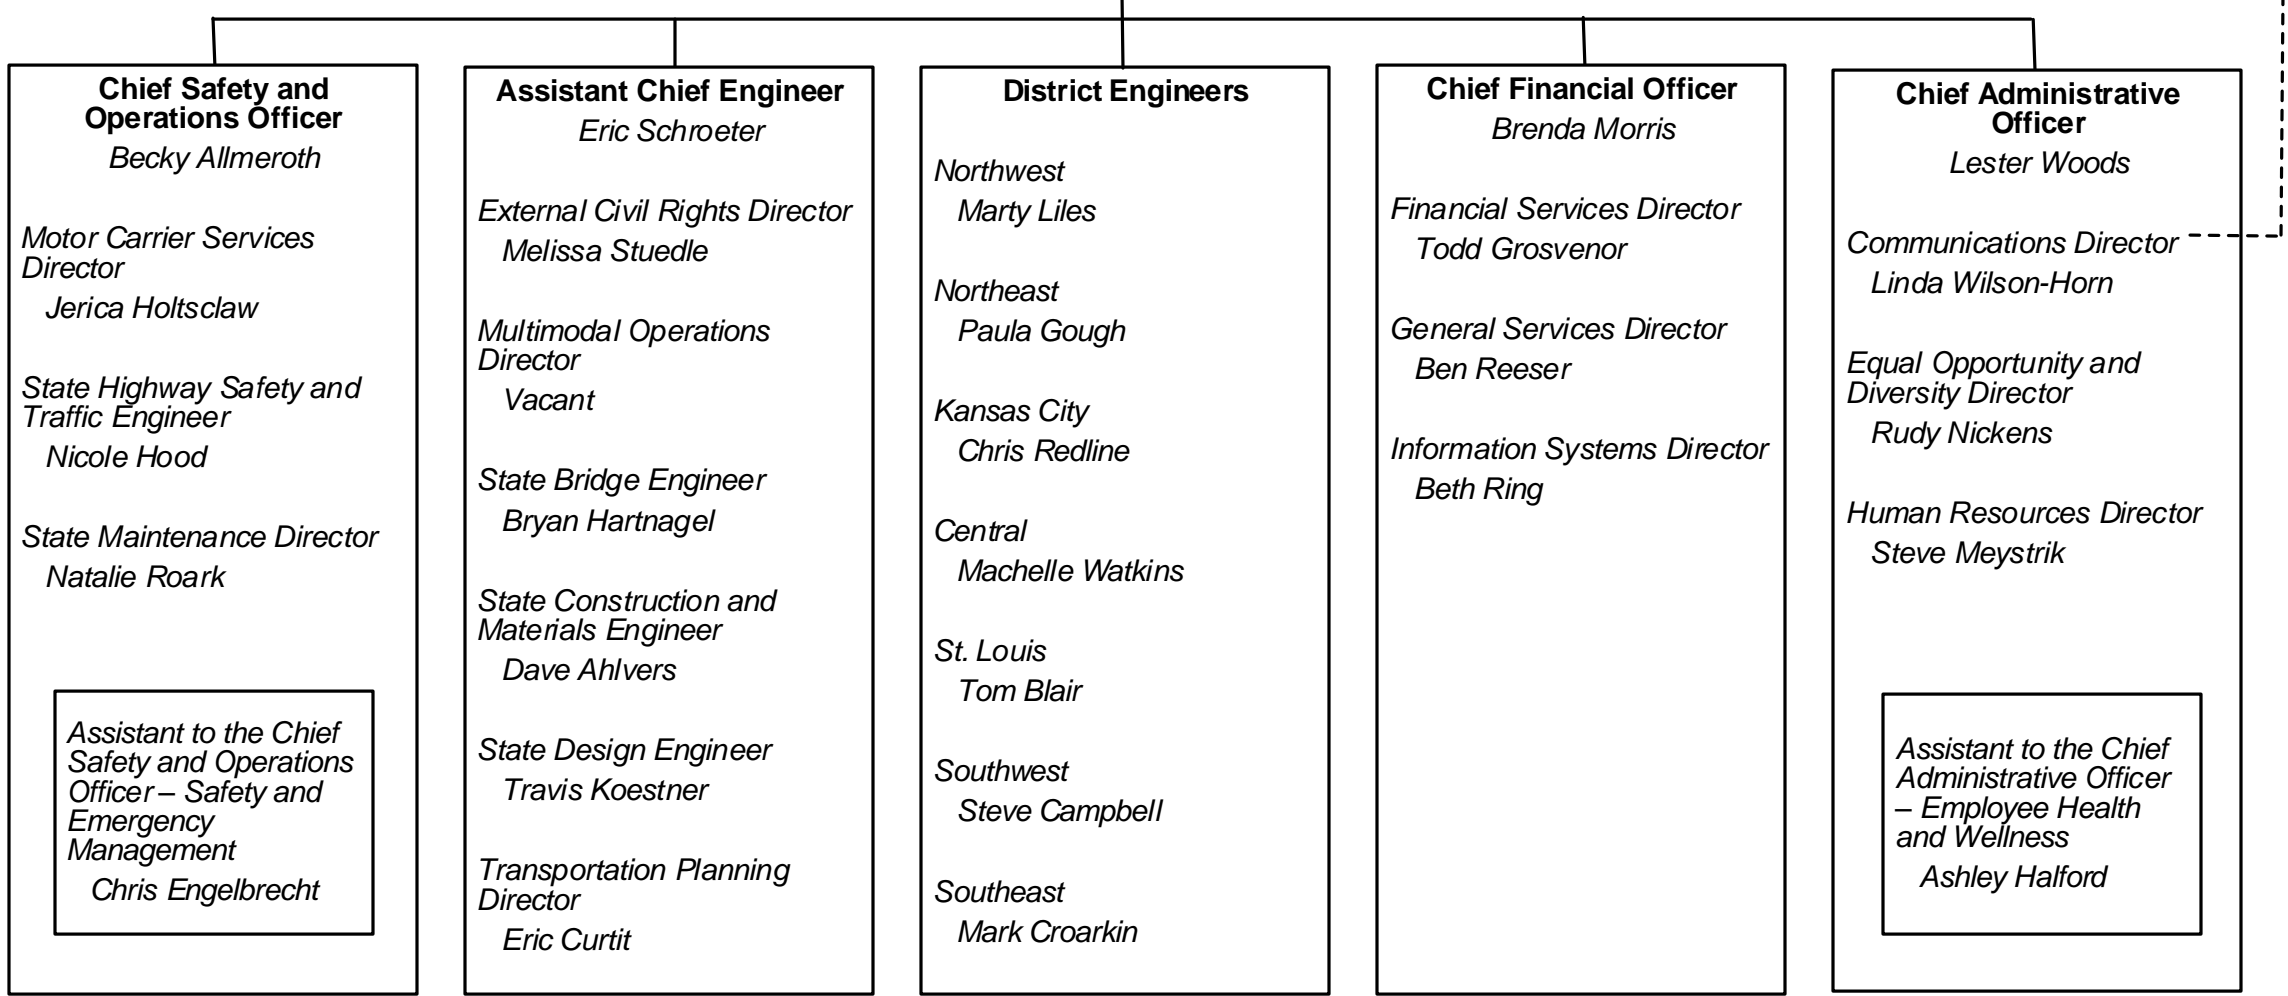 Chief Safety and
Operations Officer
Becky Allmeroth
Motor Carrier Services
Director
Jerica Holtsclaw
State Highway Safety and
Traffic Engineer
Nicole Hood
State Maintenance Director
Natalie Roark
Assistant to the Chief
Safety and Operations
Officer – Safety and
Emergency
Management
Chris Engelbrecht
Assistant Chief Engineer
Eric Schroeter
External Civil Rights Director
Melissa Stuedle
Multimodal Operations
Director
Vacant
State Bridge Engineer
Bryan Hartnagel
State Construction and
Materials Engineer
Dave Ahlvers
State Design Engineer
Travis Koestner
Transportation Planning
Director
Eric Curtit
District Engineers
Northwest
Marty Liles
Northeast
Paula Gough
Kansas City
Chris Redline
Central
Machelle Watkins
St. Louis
Tom Blair
Southwest
Steve Campbell
Southeast
Mark Croarkin
Chief Financial Officer
Brenda Morris
Financial Services Director
Todd Grosvenor
General Services Director
Ben Reeser
Information Systems Director
Beth Ring
Chief Administrative
Officer
Lester Woods
Communications Director
Linda Wilson-Horn
Equal Opportunity and
Diversity Director
Rudy Nickens
Human Resources Director
Steve Meystrik
Assistant to the Chief
Administrative Officer
– Employee Health
and Wellness
Ashley Halford